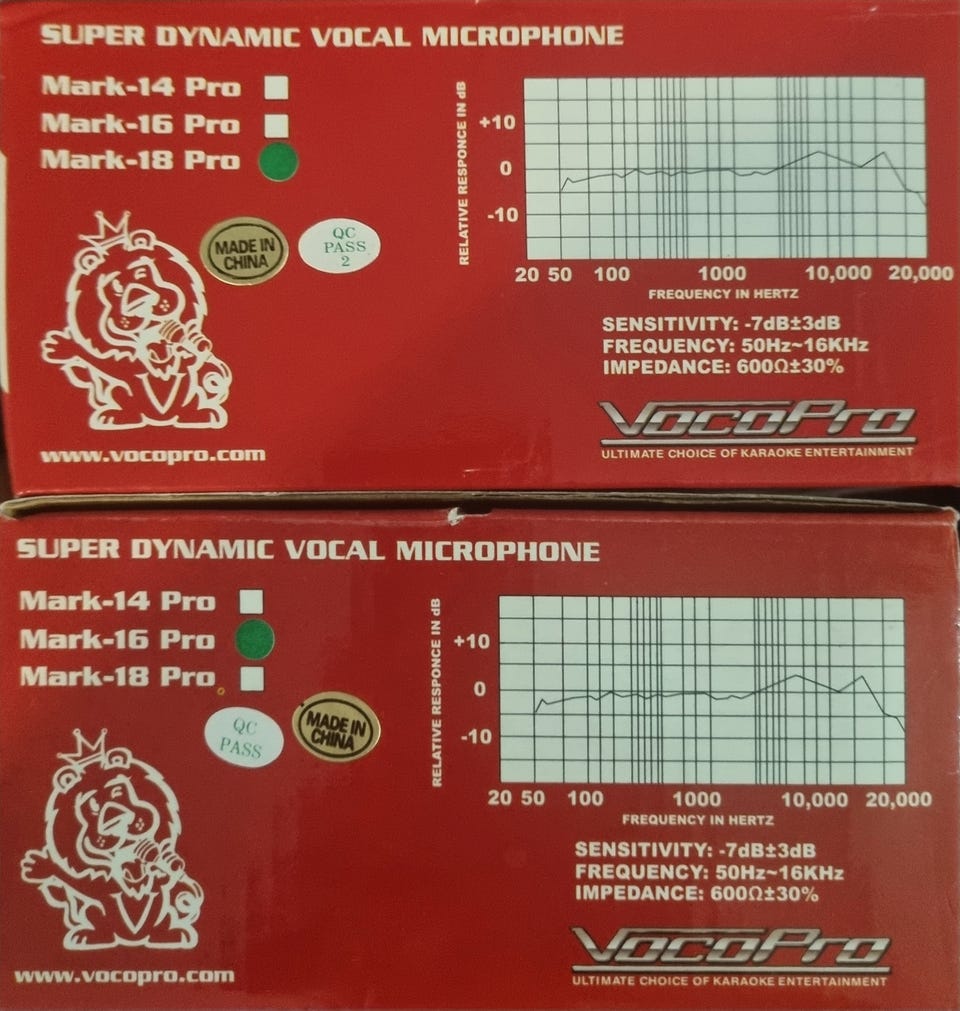 SUPER DYNAMIC VOCAL MICROPHONE
Mark-14 Pro
Mark-16 Pro
Mark-18 Pro
MADE IN
CHINA
QC
PASS
2
www.vocopro.com
RELATIVE RESPONCE IN dB
+10
0
-10
20 50 100 1000 10,000 20,000
FREQUENCY IN HERTZ
SENSITIVITY: -7dB±3dB
FREQUENCY: 50Hz~16KHz
IMPEDANCE: 600Ω±30%
VocoPro
ULTIMATE CHOICE OF KARAOKE ENTERTAINMENT
SUPER DYNAMIC VOCAL MICROPHONE
Mark-14 Pro
Mark-16 Pro
Mark-18 Pro
QC
PASS
MADE IN
CHINA
www.vocopro.com
RELATIVE RESPONCE IN dB
+10
0
-10
20 50 100 1000 10,000 20,000
FREQUENCY IN HERTZ
SENSITIVITY: -7dB±3dB
FREQUENCY: 50Hz~16KHz
IMPEDANCE: 600Ω±30%
VocoPro
ULTIMATE CHOICE OF KARAOKE ENTERTAINMENT